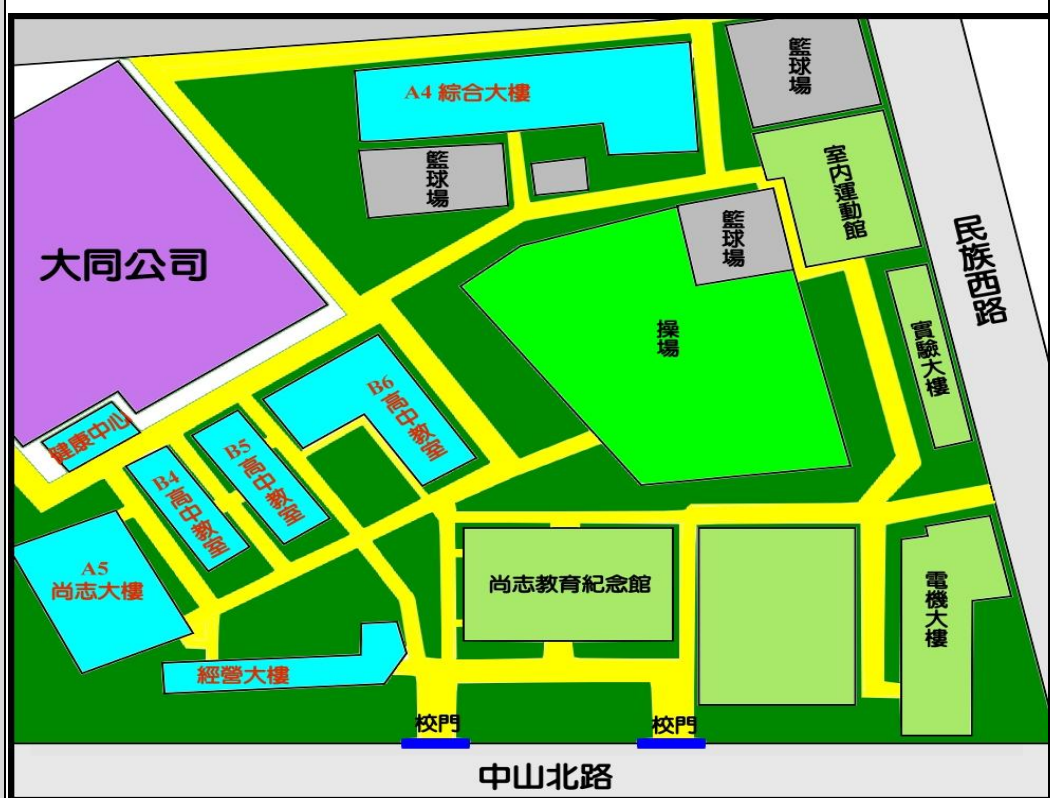 籃球場
A4 綜合大樓
籃球場
室內運動館
大同公司
籃球場
民族西路
操場
實驗大樓
B6
高中教室
健康中心
B5
高中教室
B4
高中教室
A5
尚志大樓
尚志教育紀念館
電機大樓
經營大樓
校門
校門
中山北路